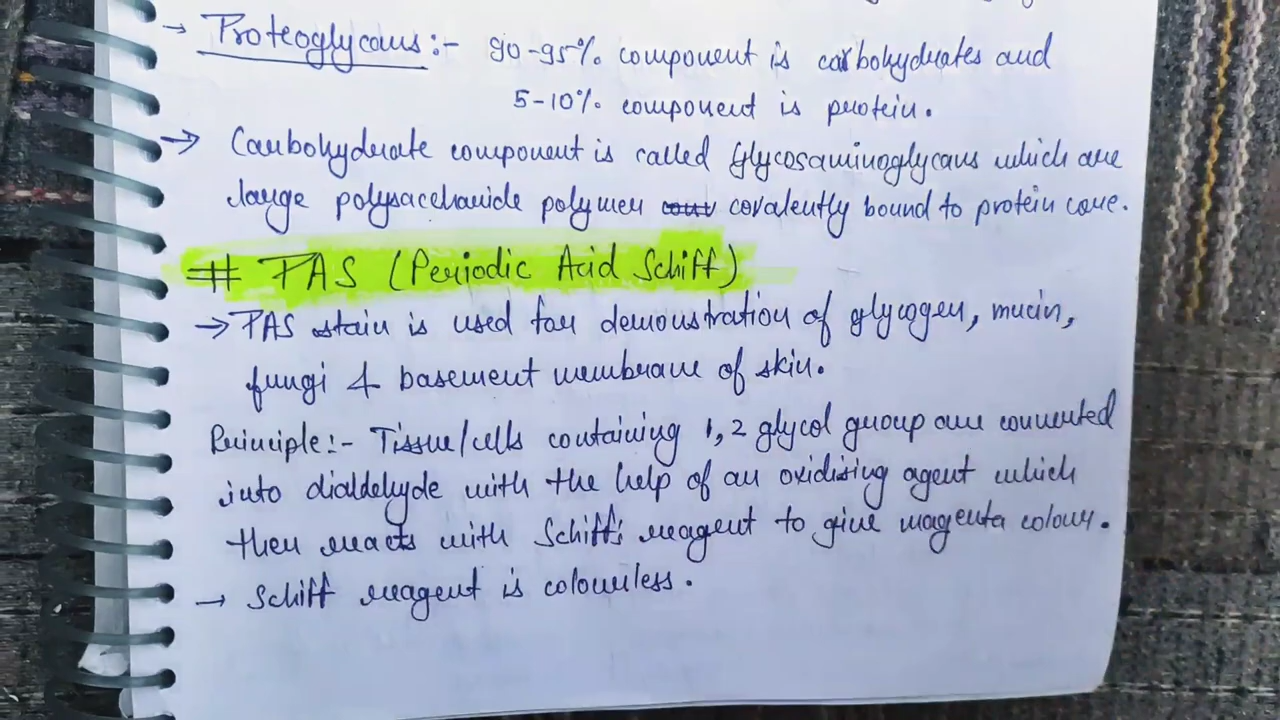 → Proteoglycans:- 90-95% component is carbohydrates and
5-10% component is protein.
→ Carbohydrate component is called Glycosaminoglycans which are
large polysaccharide polymer covalently bound to protein core.
# PAS (Periodic Acid Schiff)
→ PAS stain is used for demonstration of glycogen, mucin,
fungi & basement membrane of skin.
Principle:- Tissue/cells containing 1,2 glycol group are converted
into dialdehyde with the help of an oxidising agent which
then reacts with Schiff's reagent to give magenta colour.
→ Schiff reagent is colourless.